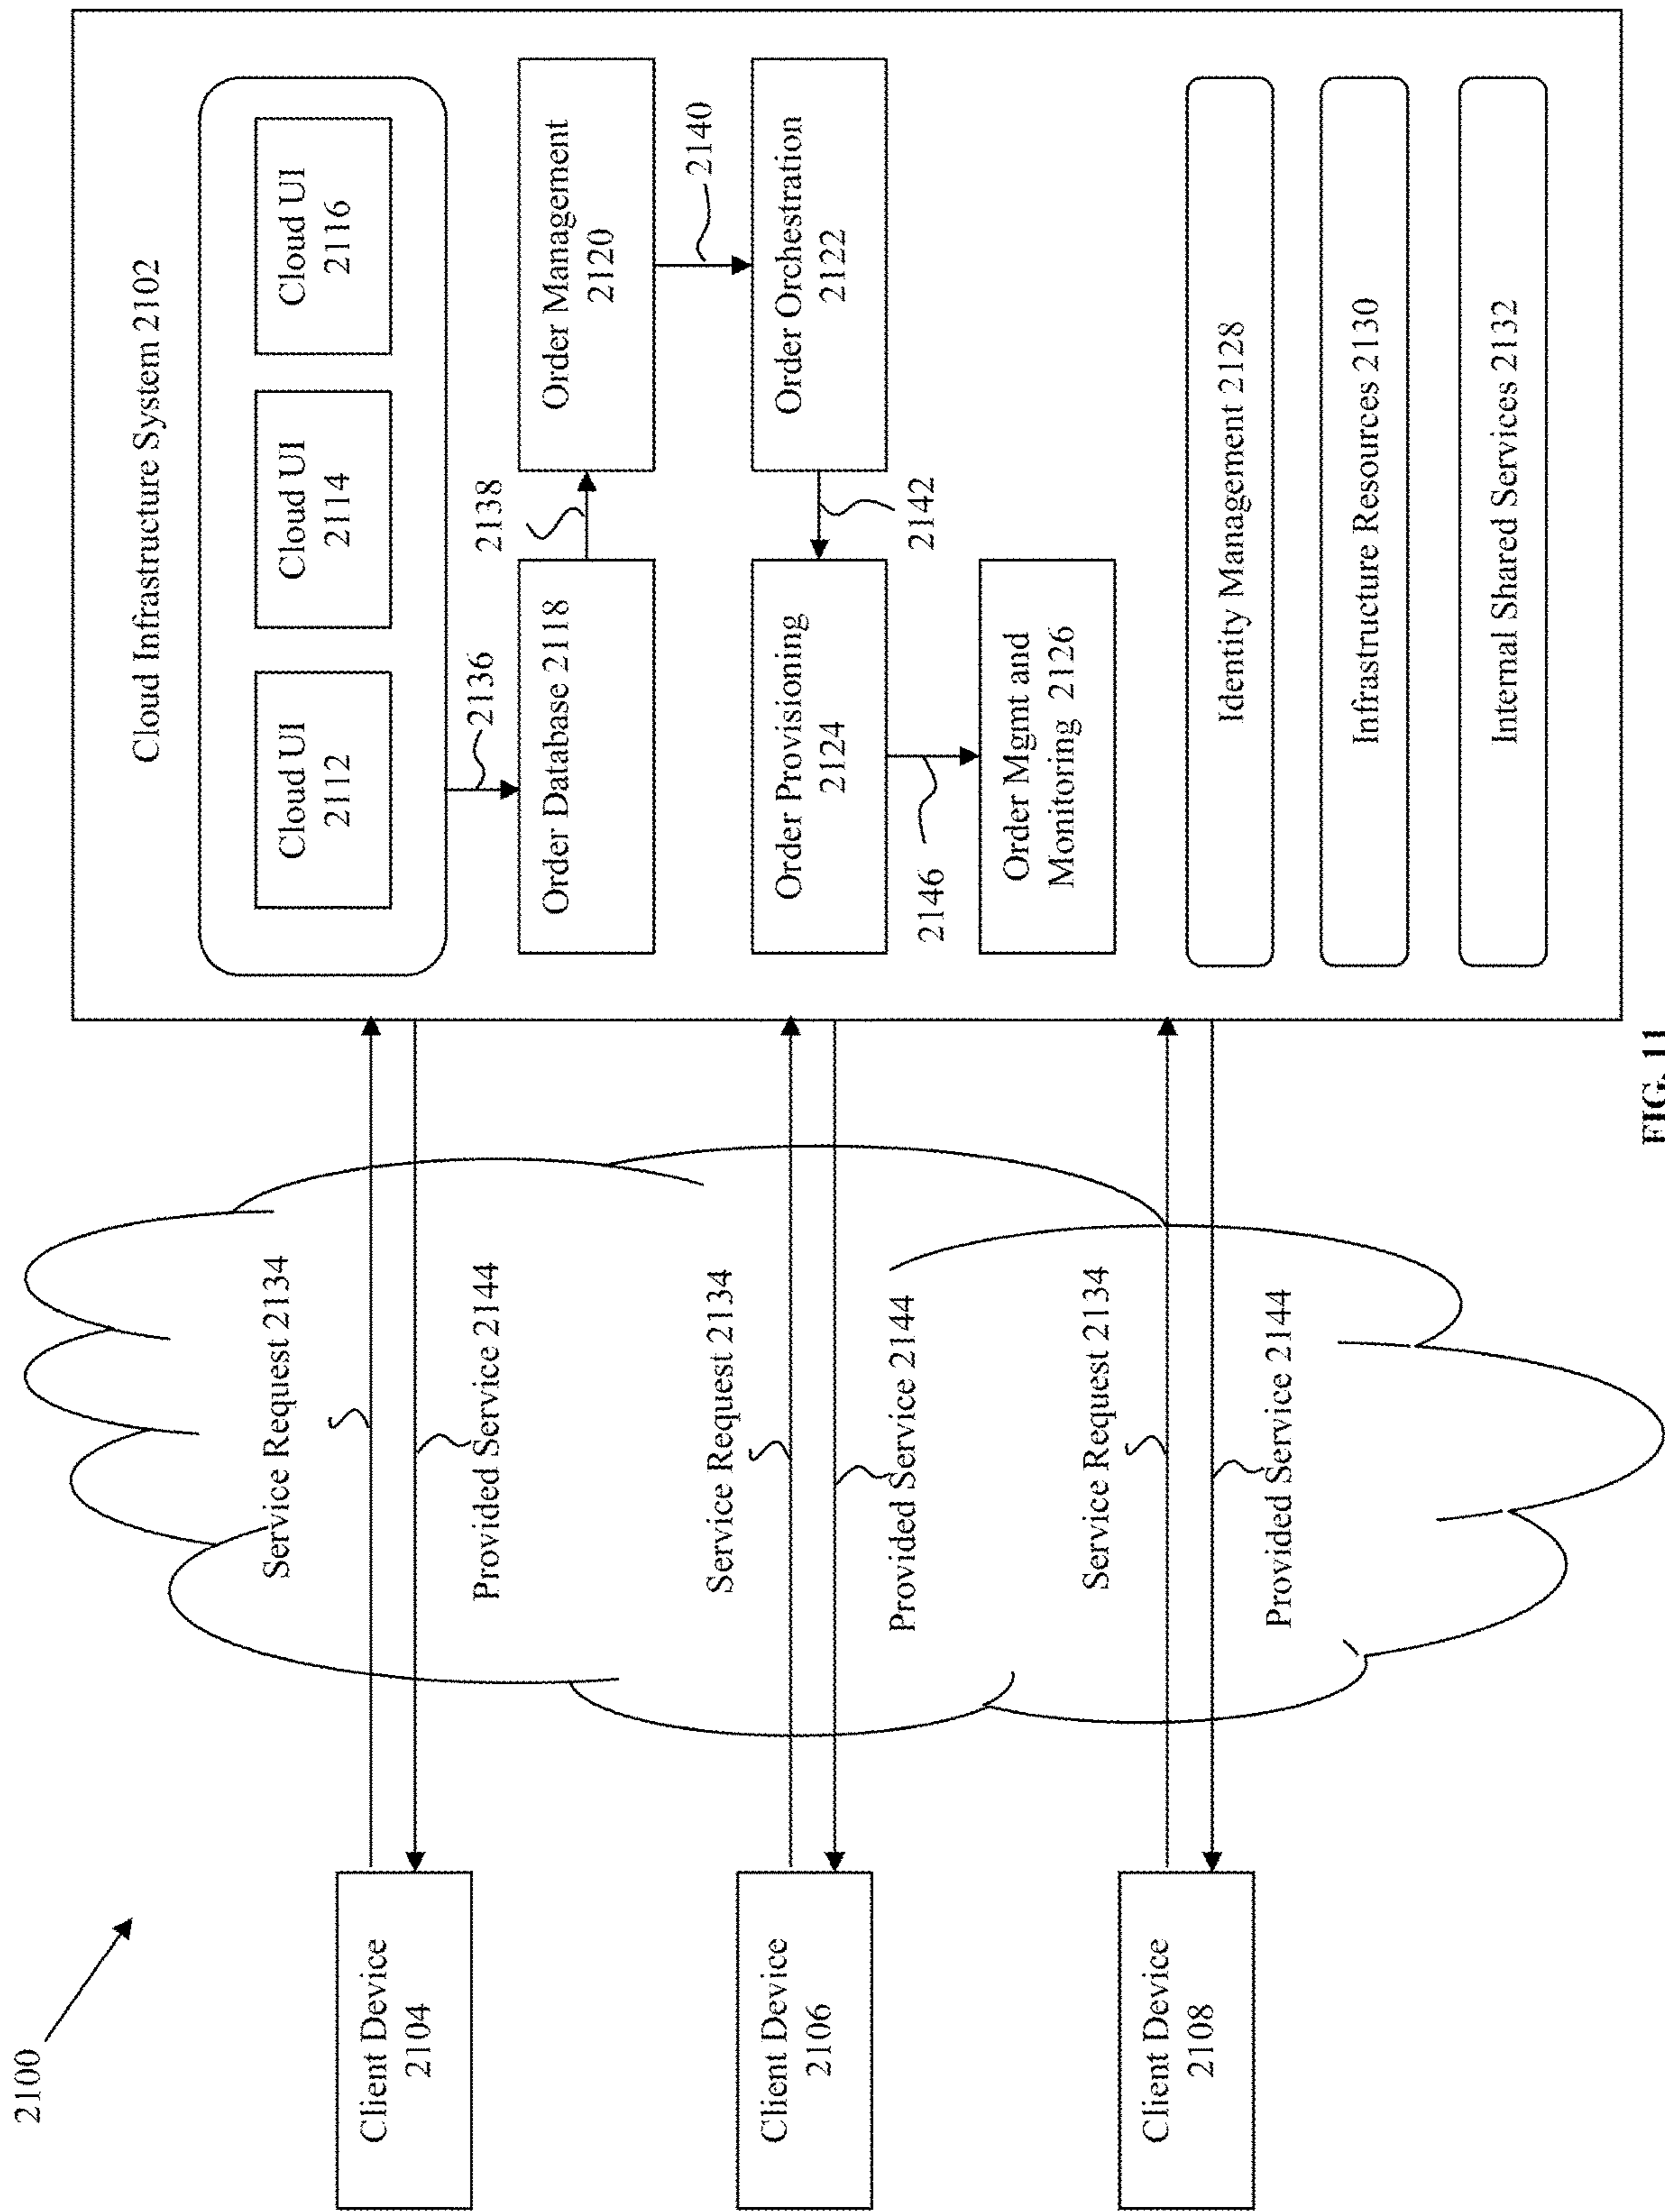 2100
Client Device
2104
Client Device
2106
Client Device
2108
Service Request 2134
Provided Service 2144
Service Request 2134
Provided Service 2144
Service Request 2134
Provided Service 2144
Cloud Infrastructure System 2102
Cloud UI
2112
Cloud UI
2114
Cloud UI
2116
2136
Order Database 2118
2138
Order Management
2120
2140
Order Provisioning
2124
2142
Order Orchestration
2122
2146
Order Mgmt and
Monitoring 2126
Identity Management 2128
Infrastructure Resources 2130
Internal Shared Services 2132
FIG. 11